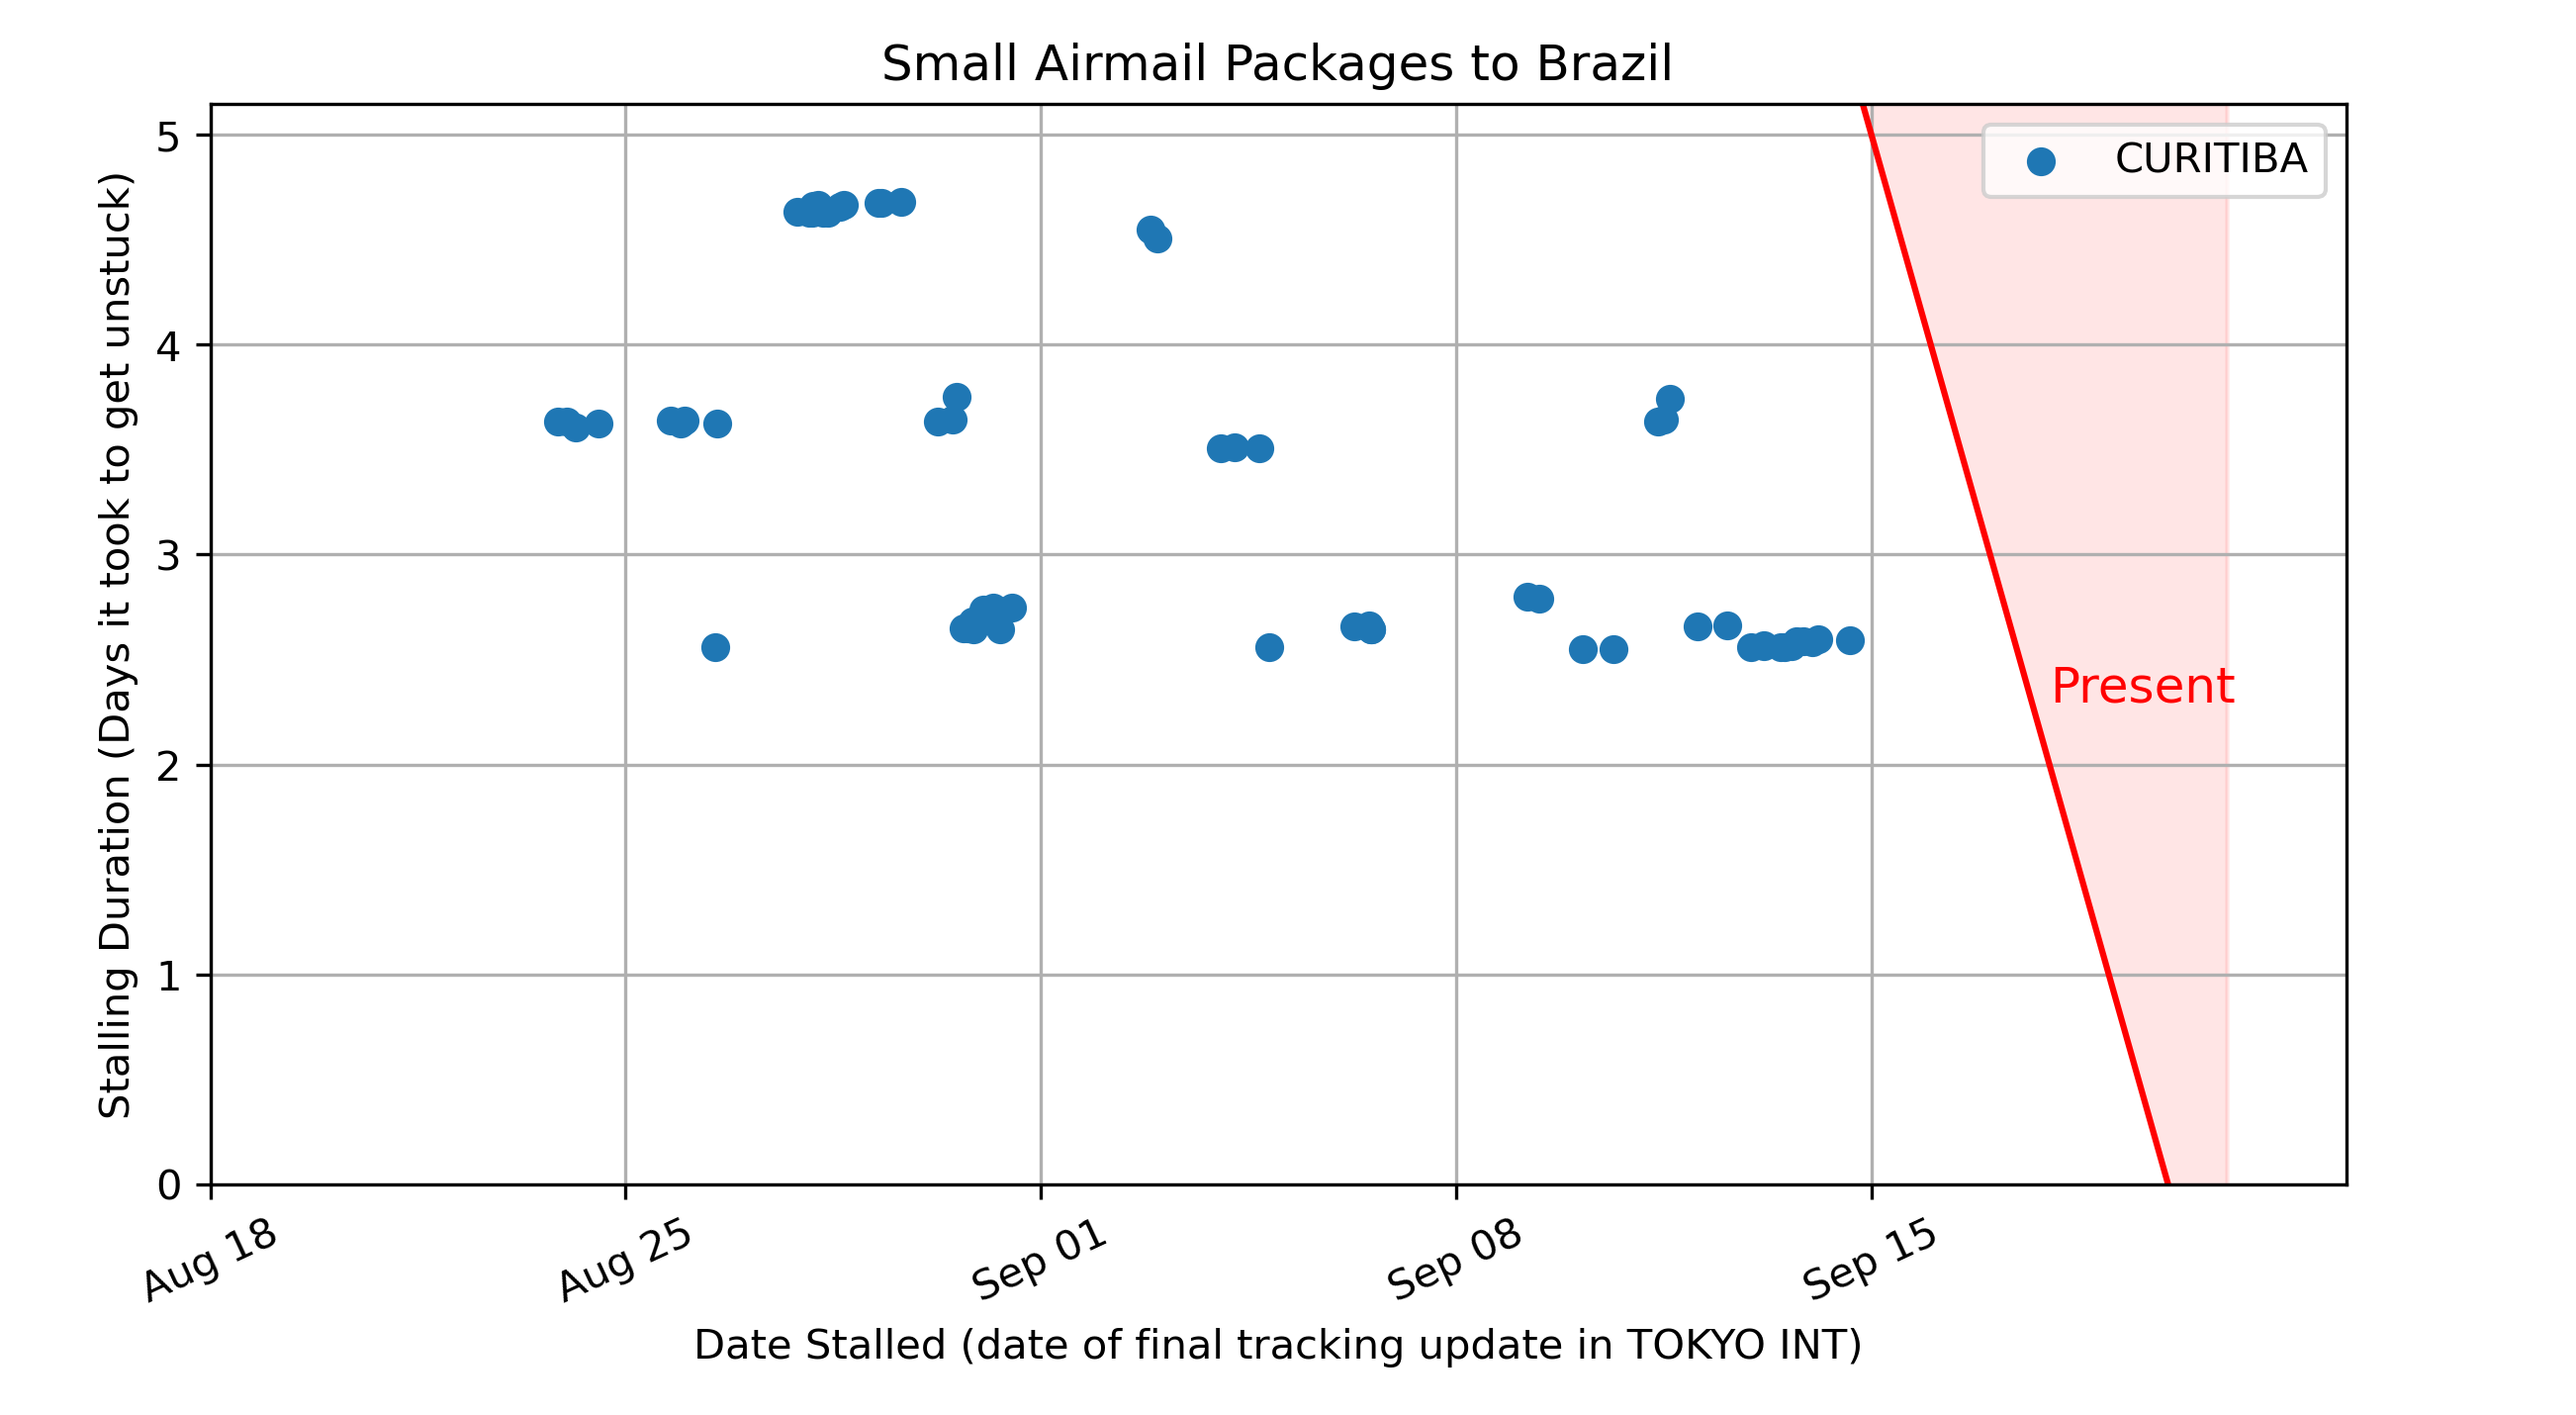 Small Airmail Packages to Brazil
CURITIBA
Present
Stalling Duration (Days it took to get unstuck)
5
4
3
2
1
0
Aug 18
Aug 25
Sep 01
Sep 08
Sep 15
Date Stalled (date of final tracking update in TOKYO INT)